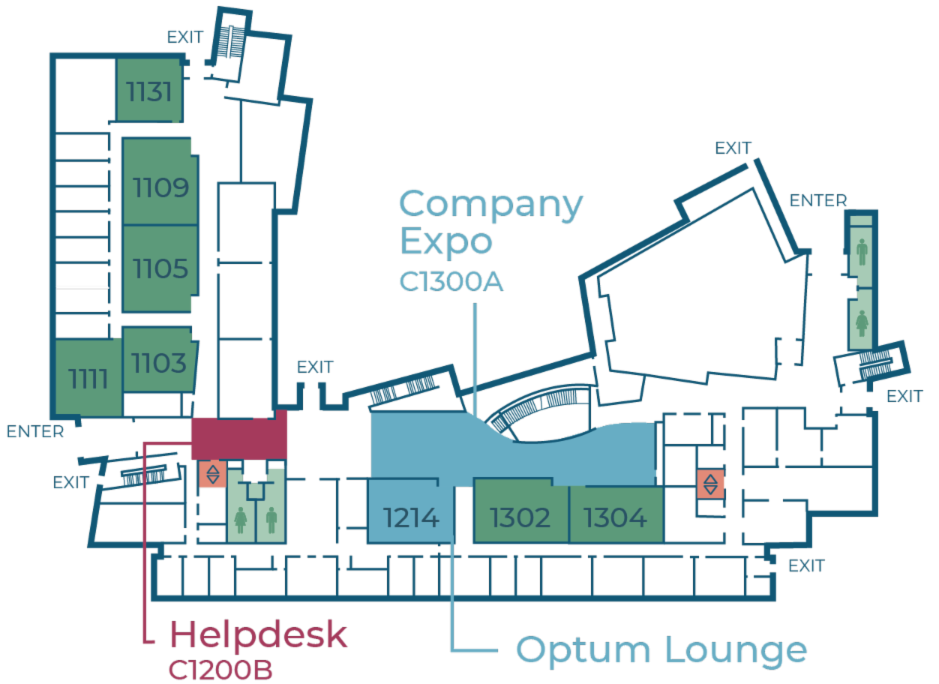 EXIT
1131
EXIT
1109
ENTER
Company
Expo
C1300A
1105
1103
EXIT
1111
EXIT
ENTER
EXIT
1214
1302
1304
EXIT
Helpdesk
C1200B
Optum Lounge